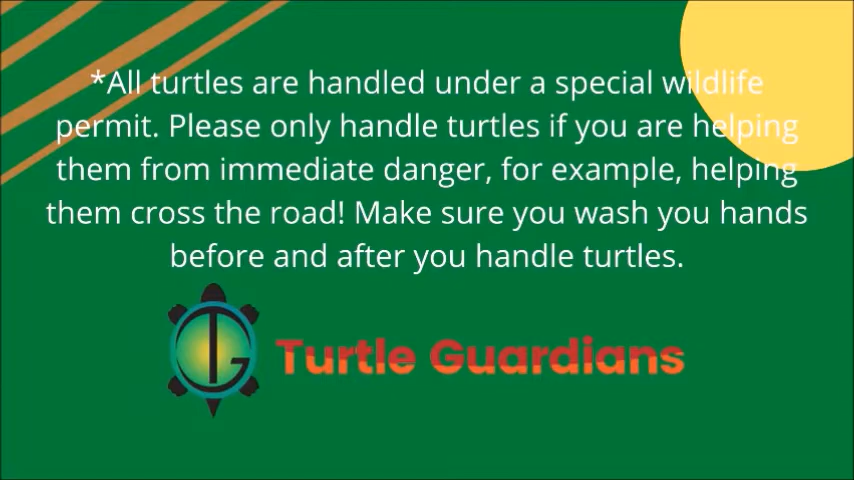 *All turtles are handled under a special wildlife
permit. Please only handle turtles if you are helping
them from immediate danger, for example, helping
them cross the road! Make sure you wash you hands
before and after you handle turtles.
TG
Turtle Guardians